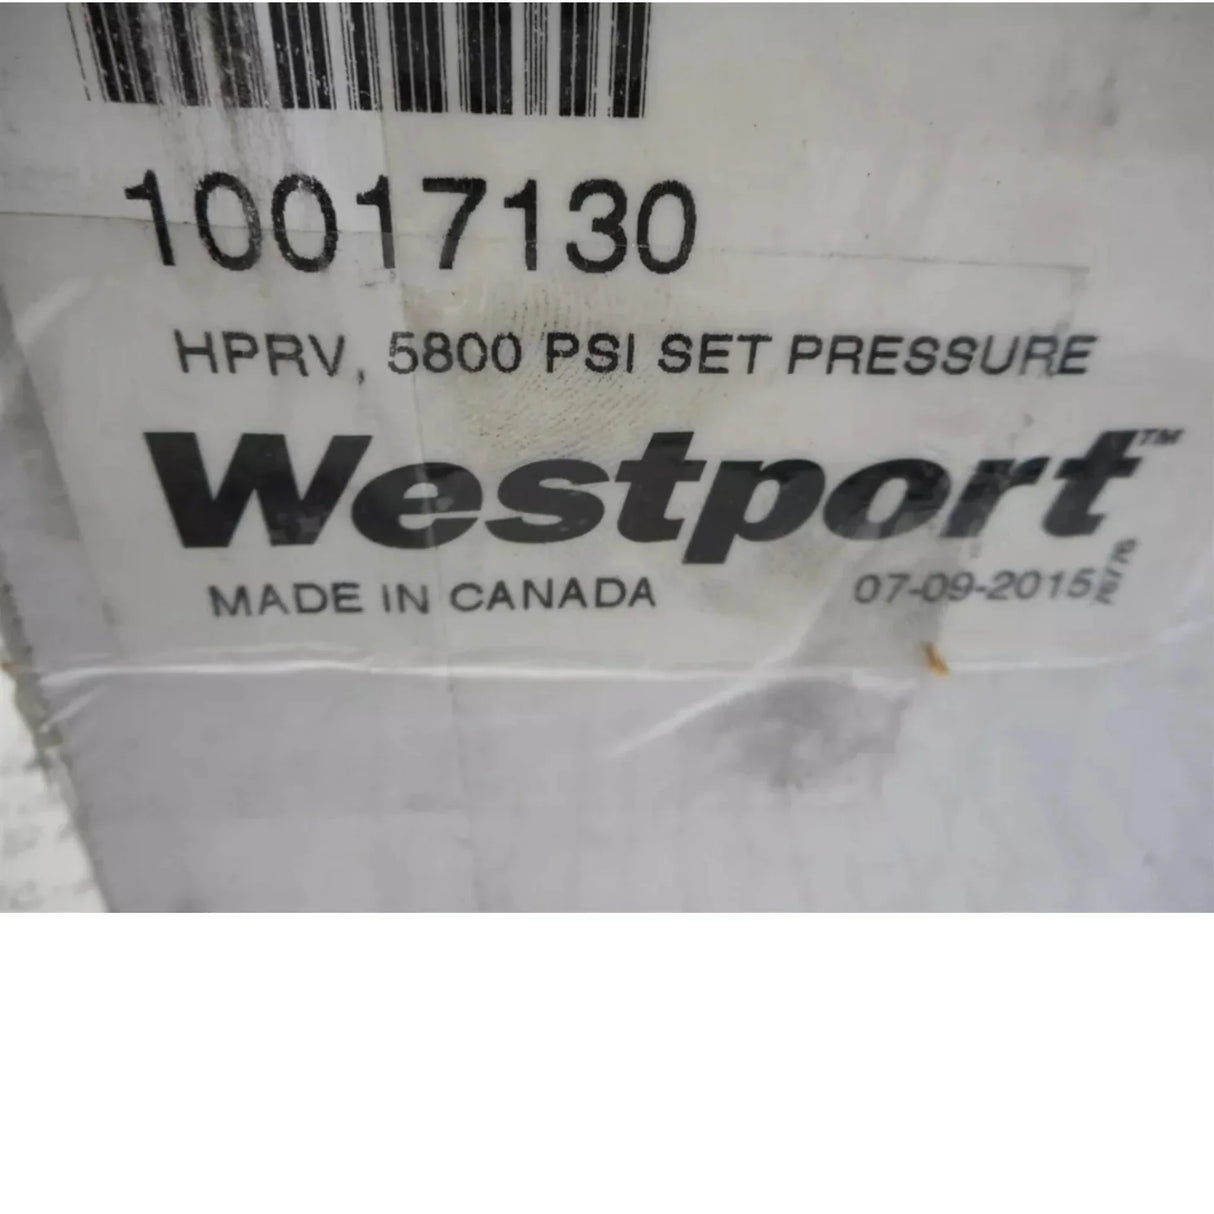 10017130
HPRV, 5800 PSI SET PRESSURE
Westport™
MADE IN CANADA 07-09-2015